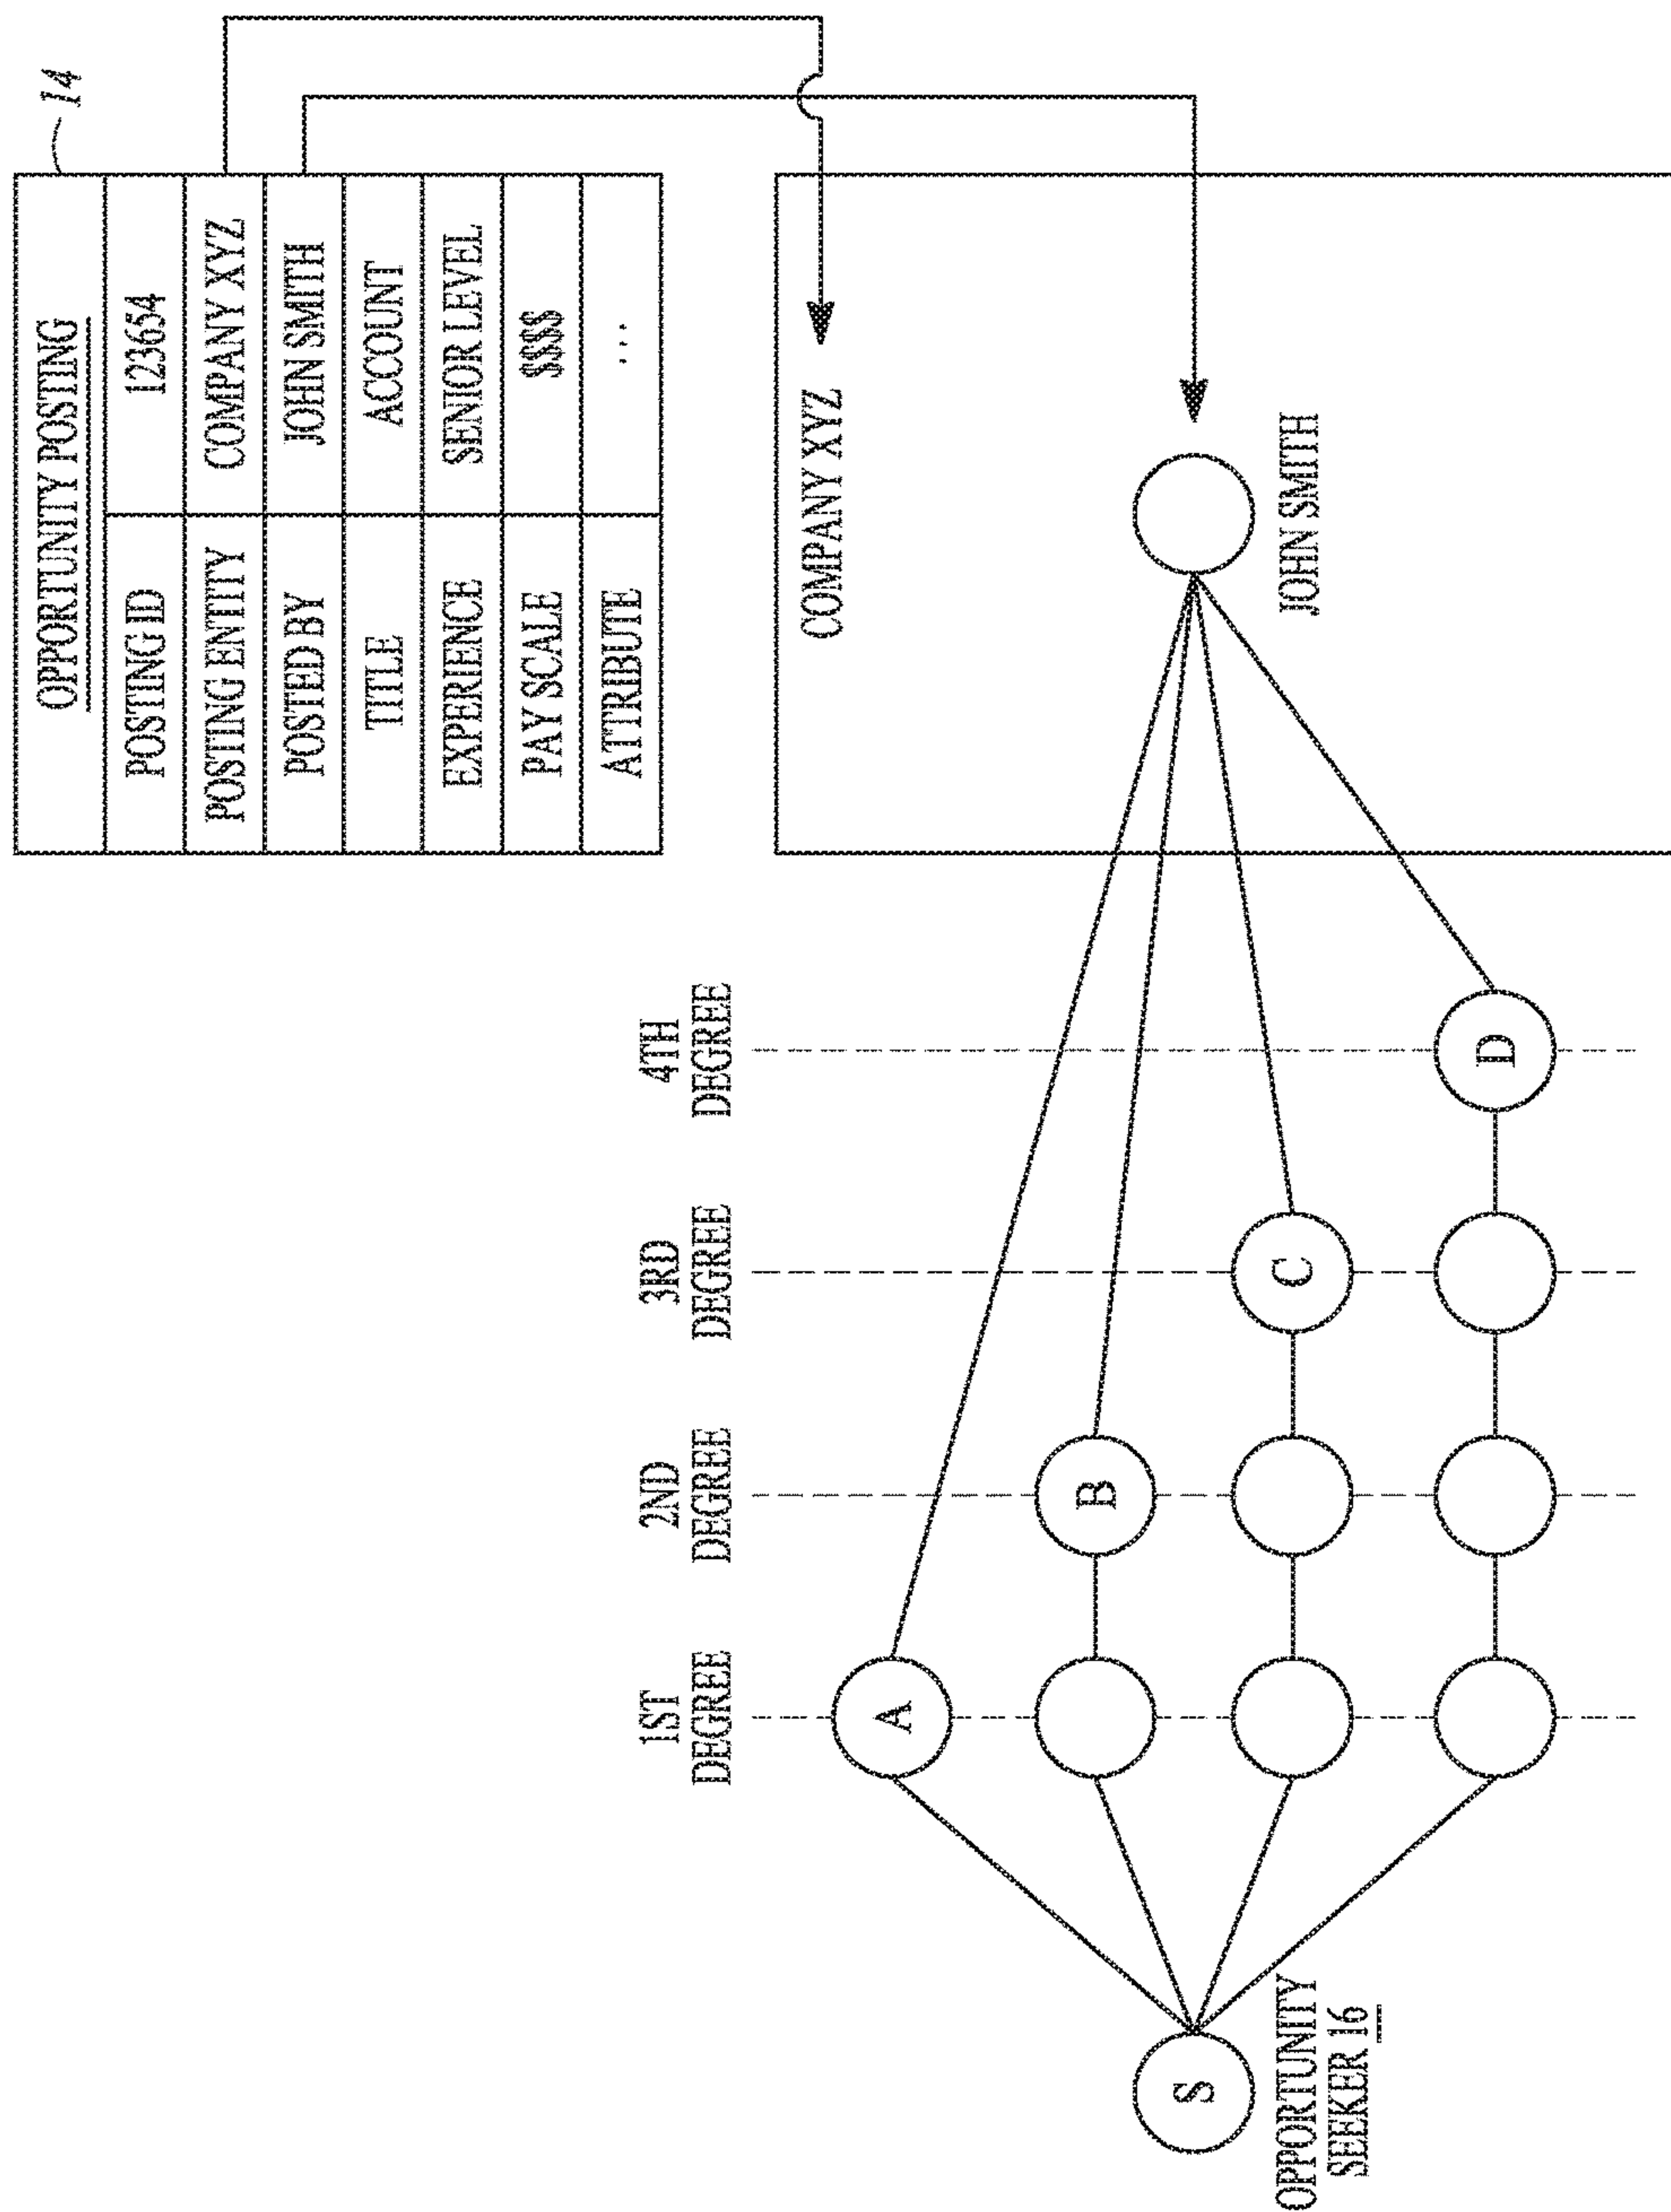 OPPORTUNITY POSTING
14
POSTING ID 123654
POSTING ENTITY COMPANY XYZ
POSTED BY JOHN SMITH
TITLE ACCOUNT
EXPERIENCE SENIOR LEVEL
PAY SCALE $$$$
ATTRIBUTE ...
1ST
DEGREE
2ND
DEGREE
3RD
DEGREE
4TH
DEGREE
COMPANY XYZ
A
B
S
JOHN SMITH
C
D
OPPORTUNITY
SEEKER 16